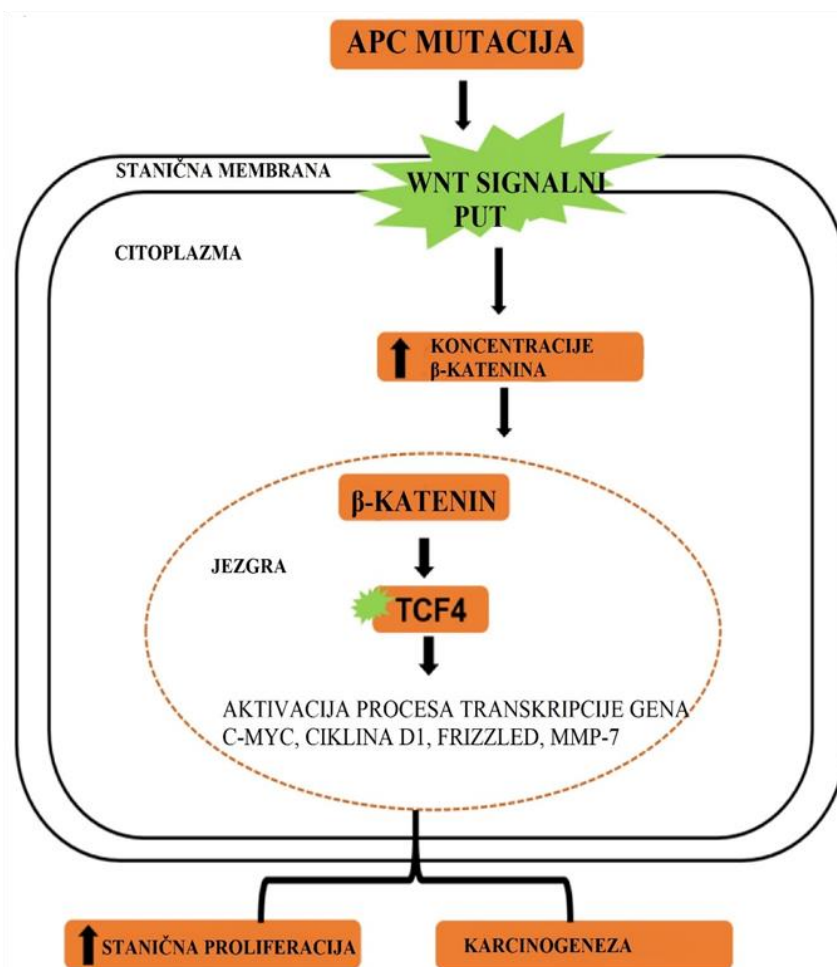 APC MUTACIJA
STANIČNA MEMBRANA
WNT SIGNALNI
PUT
CITOPLAZMA
KONCENTRACIJE
β-KATENINA
β-KATENIN
JEZGRA
TCF4
AKTIVACIJA PROCESA TRANSKRIPCIJE GENA
C-MYC, CIKLINA D1, FRIZZLED, MMP-7
STANIČNA PROLIFERACIJA
KARCINOGENEZA